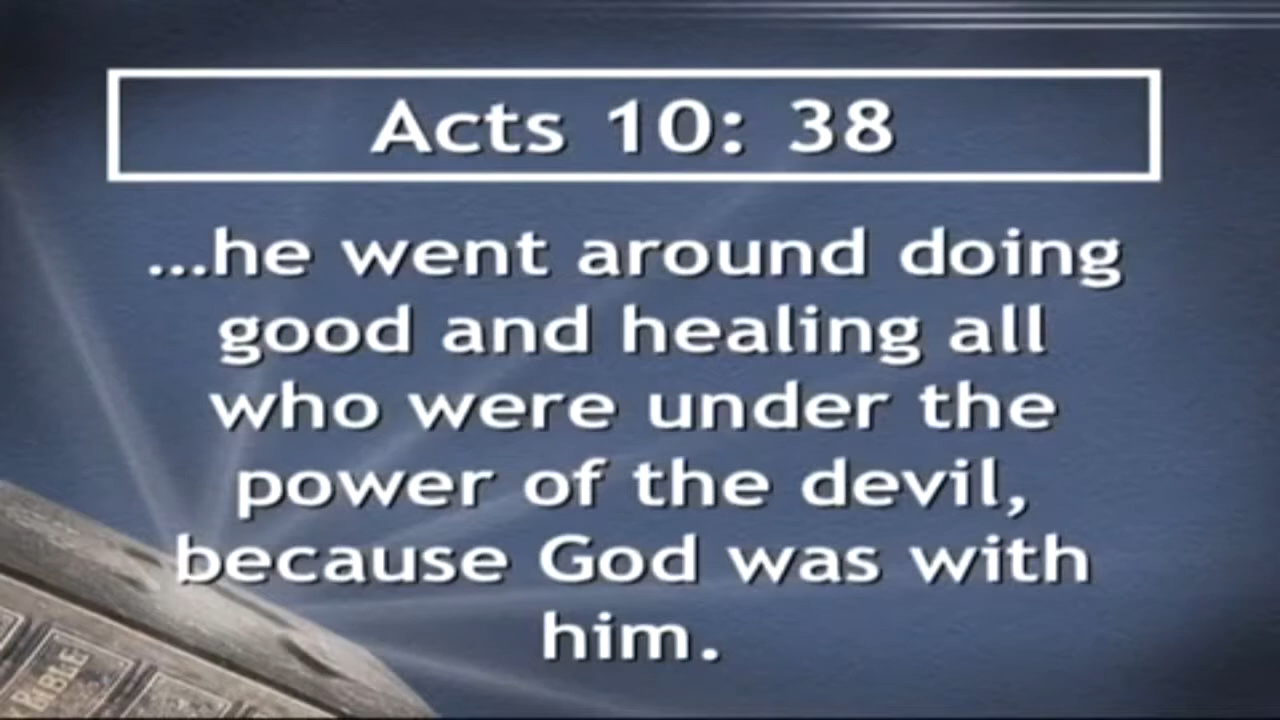 Acts 10: 38
...he went around doing
good and healing all
who were under the
power of the devil,
because God was with
him.
BIBLE